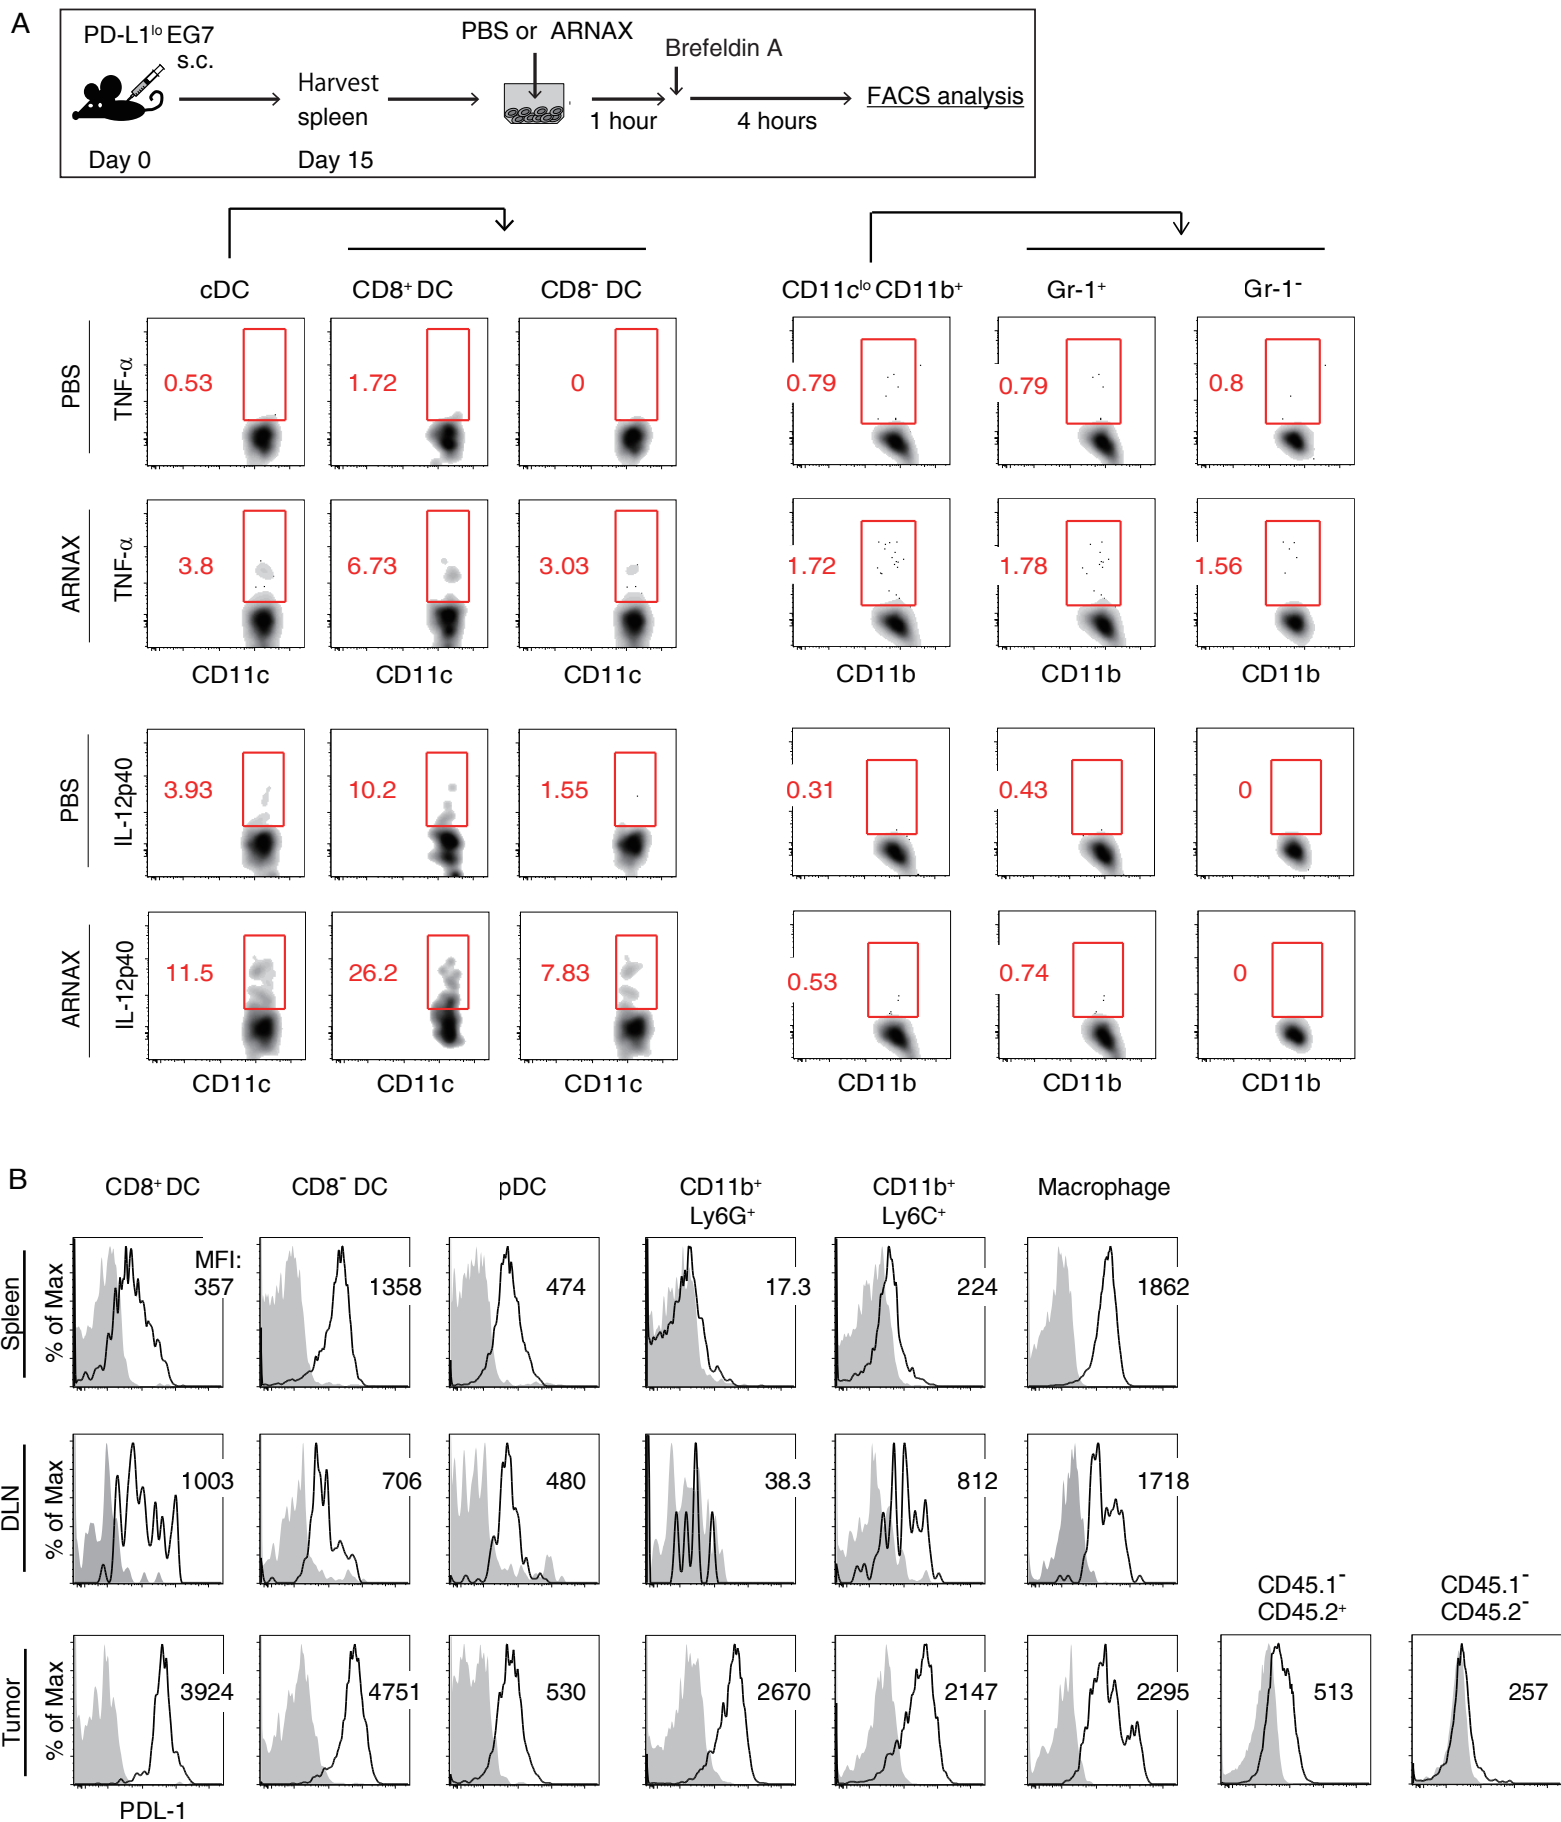 A
PD-L1lo EG7
s.c.
Harvest
spleen
PBS or ARNAX
Brefeldin A
1 hour
4 hours
FACS analysis
Day 0
Day 15
cDC
CD8+ DC
CD8- DC
CD11clo CD11b+
Gr-1+
Gr-1-
PBS
TNF-α
0.53
1.72
0
0.79
0.79
0.8
ARNAX
TNF-α
3.8
6.73
3.03
1.72
1.78
1.56
CD11c
CD11c
CD11c
CD11b
CD11b
CD11b
PBS
IL-12p40
3.93
10.2
1.55
0.31
0.43
0
ARNAX
IL-12p40
11.5
26.2
7.83
0.53
0.74
0
CD11c
CD11c
CD11c
CD11b
CD11b
CD11b
B
CD8+ DC
CD8- DC
pDC
CD11b+
Ly6G+
CD11b+
Ly6C+
Macrophage
Spleen
% of Max
MFI:
357
1358
474
17.3
224
1862
DLN
% of Max
1003
706
480
38.3
812
1718
CD45.1-
CD45.2+
CD45.1-
CD45.2-
Tumor
% of Max
3924
4751
530
2670
2147
2295
513
257
PDL-1